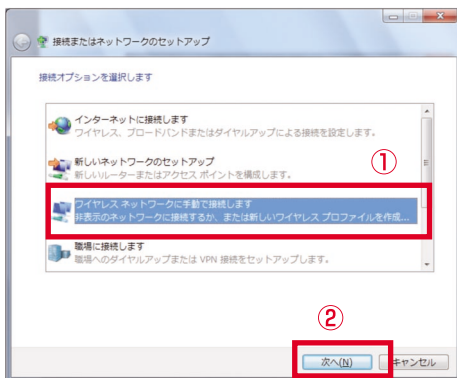 接続またはネットワークのセットアップ
接続オプションを選択します
インターネットに接続します
ワイヤレス、ブロードバンドまたはダイヤルアップによる接続を設定します。
新しいネットワークのセットアップ
新しいルーターまたはアクセス ポイントを構成します。
①
ワイヤレス ネットワークに手動で接続します
非表示のネットワークに接続するか、または新しいワイヤレス プロファイルを作成...
職場に接続します
職場へのダイヤルアップまたは VPN 接続をセットアップします。
②
次へ(N)
キャンセル